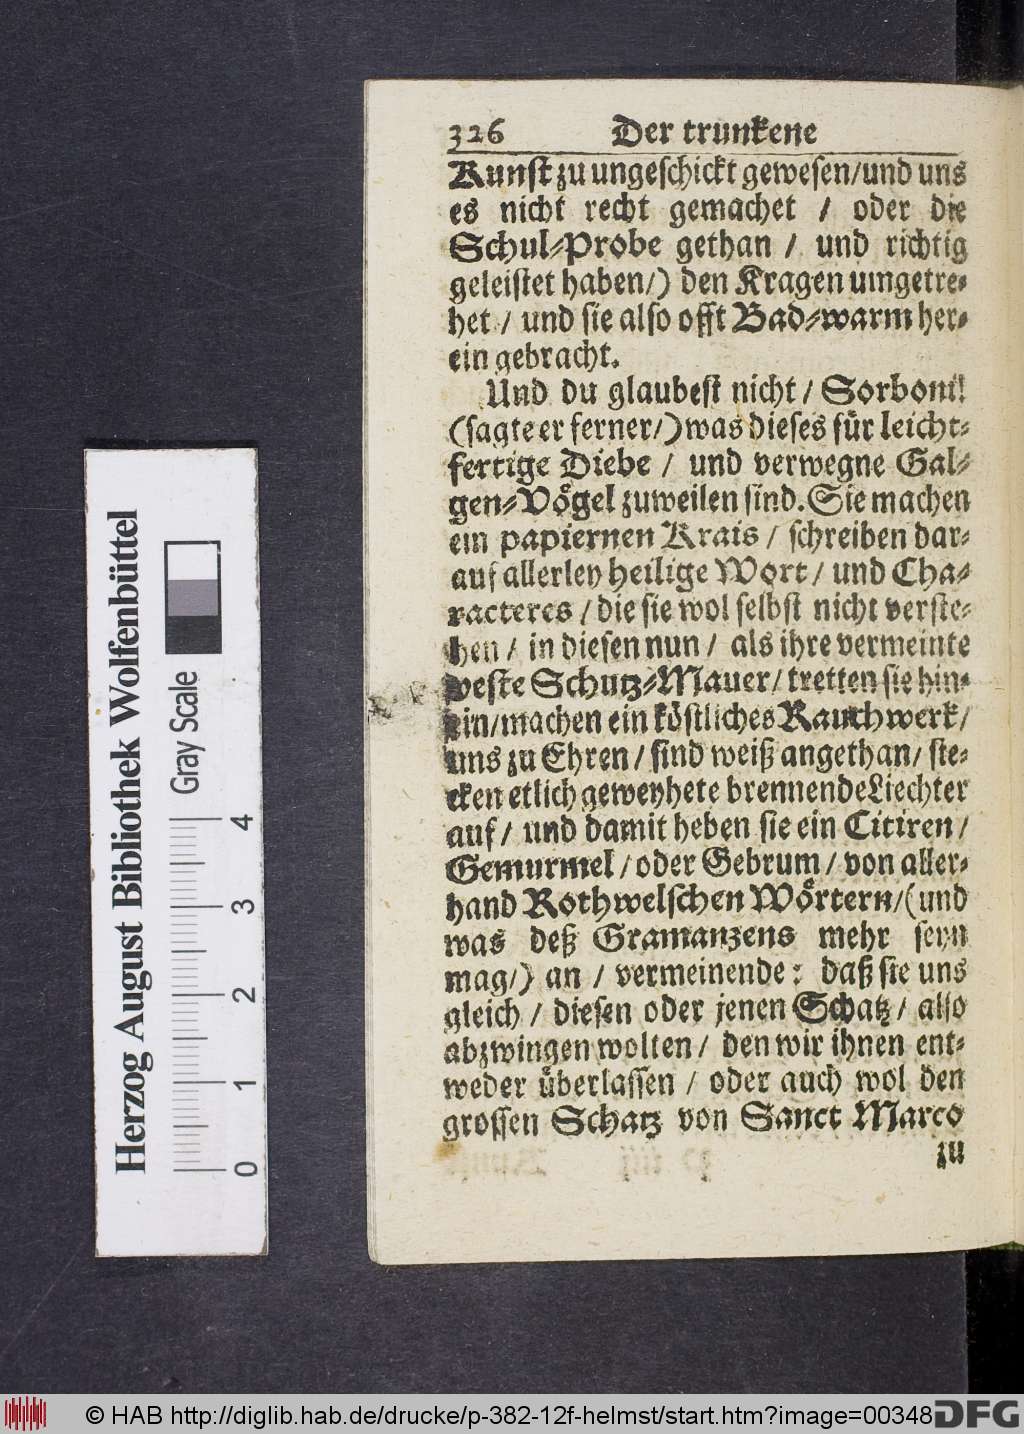 326 Der trunkene
Kunst zu ungeschickt gewesen/und uns
es nicht recht gemachet / oder die
Schul-Probe gethan / und richtig
geleistet haben/) den Kragen umgetre-
het / und sie also offt Bad-warm her-
ein gebracht.
Und du glaubest nicht / Sorboni!
(sagte er ferner/) was dieses für leicht-
fertige Diebe / und verwegne Gal-
gen-Vögel zuweilen sind. Sie machen
ein papiernen Krais / schreiben dar-
auf allerley heilige Wort / und Cha-
racteres / die sie wol selbst nicht verste-
hen / in diesen nun / als ihre vermeinte
veste Schutz-Mauer / tretten sie hin-
ein/machen ein köstliches Rauchwerk/
uns zu Ehren / sind weiß angethan/ ste-
cken etlich geweyhete brennende Liechter
auf / und damit heben sie ein Citiren /
Gemurmel / oder Gebrum / von aller-
hand Rothwelschen Wörtern/(und
was deß Gramanzens mehr seyn
mag/) an / vermeinende: daß sie uns
gleich / diesen oder jenen Schatz / also
abzwingen wolten / den wir ihnen ent-
weder überlassen / oder auch wol den
grossen Schatz von Sanct Marco
zu
Herzog August Bibliothek Wolfenbüttel
Gray Scale
0 1 2 3 4
© HAB http://diglib.hab.de/drucke/p-382-12f-helmst/start.htm?image=00348
DFG